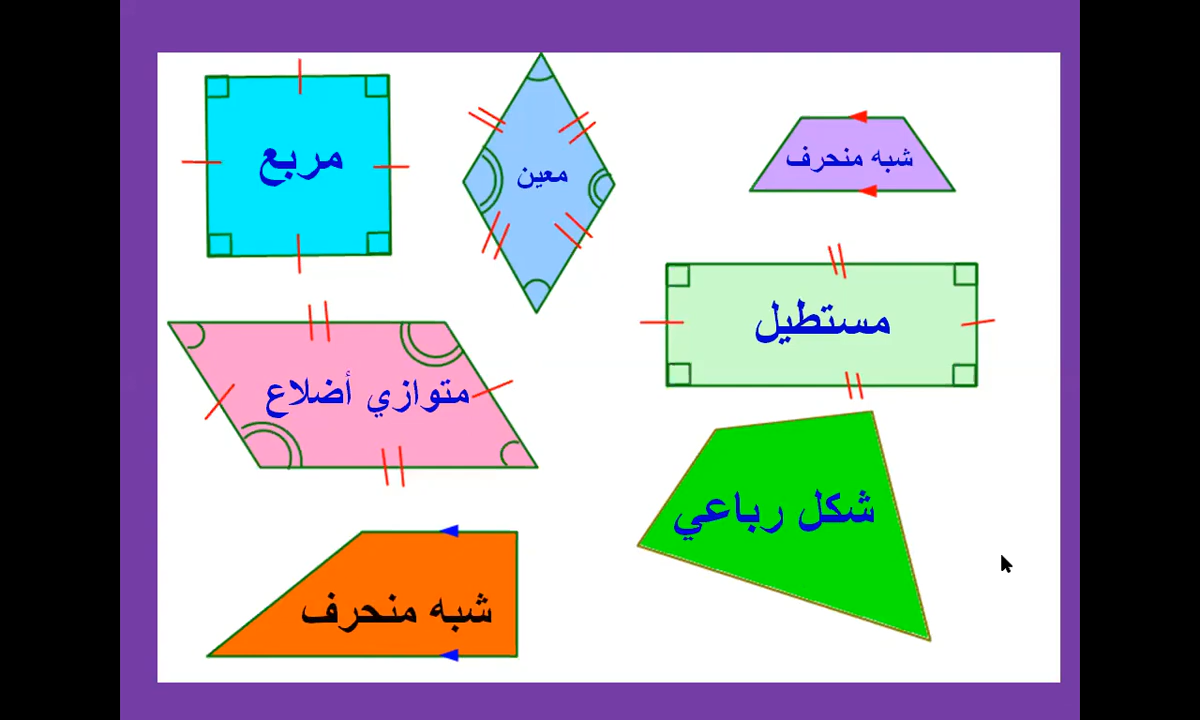 مربع
معين
شبه منحرف
مستطيل
متوازي أضلاع
شكل رباعي
شبه منحرف